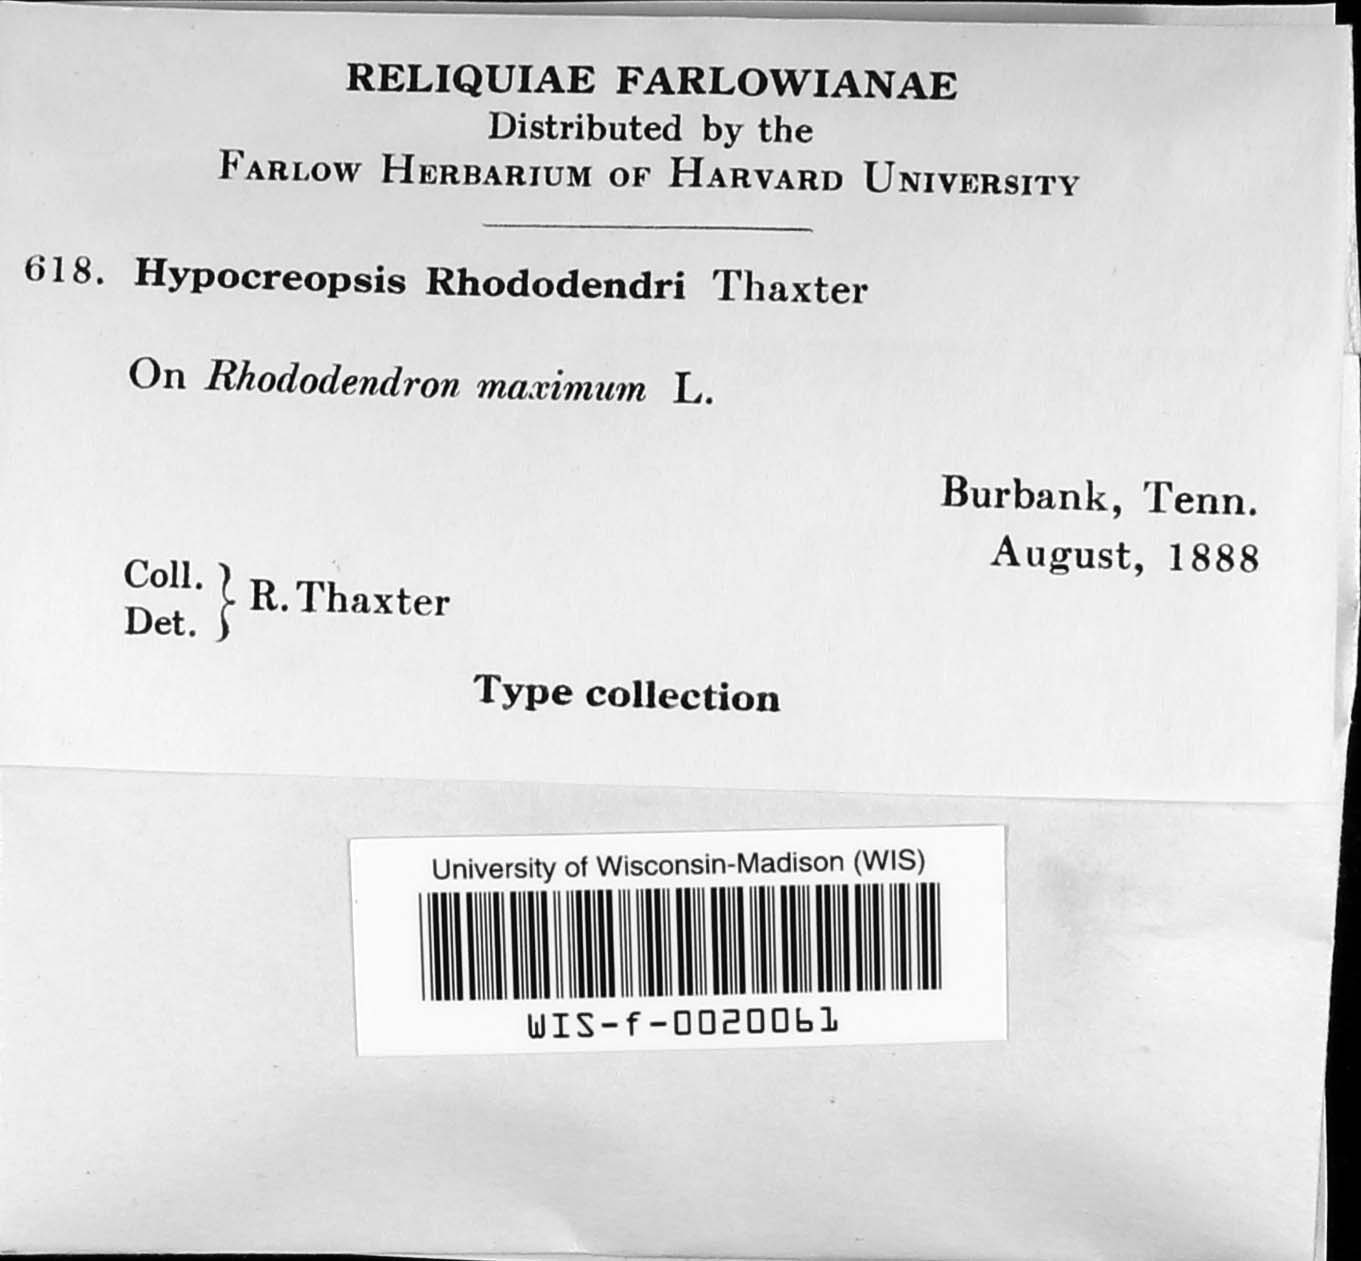 RELIQUIAE FARLOWIANAE
Distributed by the
FARLOW HERBARIUM OF HARVARD UNIVERSITY
618. Hypocreopsis Rhododendri Thaxter
On Rhododendron maximum L.
Burbank, Tenn.
August, 1888
Coll. } R. Thaxter
Det.
Type collection
University of Wisconsin-Madison (WIS)
WIS-f-0020061